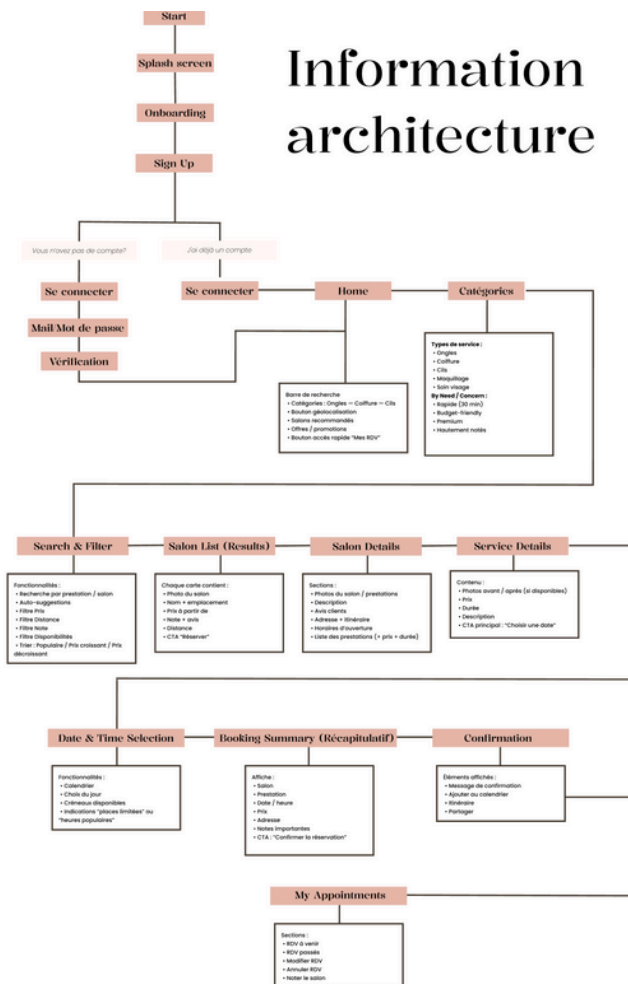 Start
Information
architecture
Splash screen
Onboarding
Sign Up
Vous n'avez pas de compte?
J'ai déjà un compte
Se connecter
Se connecter
Home
Catégories
Mail/Mot de passe
Vérification
Types de service :
• Ongles
• Coiffure
• Cils
• Maquillage
• Soin visage
By Need / Concern :
• Rapide (30 min)
• Budget-friendly
• Premium
• Hautement notés
Barre de recherche
• Catégories : Ongles — Coiffure — Cils
• Bouton géolocalisation
• Salons recommandés
• Offres / promotions
• Bouton accès rapide "Mes RDV"
Search & Filter
Salon List (Results)
Salon Details
Service Details
Fonctionnalités :
• Recherche par prestation / salon
• Auto-suggestions
• Filtre Prix
• Filtre Distance
• Filtre Note
• Filtre Disponibilités
• Trier : Populaire / Prix croissant / Prix
décroissant
Chaque carte contient :
• Photo du salon
• Nom + emplacement
• Prix à partir de
• Note + avis
• Distance
• CTA "Réserver"
Sections :
• Photos du salon / prestations
• Description
• Avis clients
• Adresse + itinéraire
• Horaires d'ouverture
• Liste des prestations (+ prix + durée)
Contenu :
• Photos avant / après (si disponibles)
• Prix
• Durée
• Description
• CTA principal : "Choisir une date"
Date & Time Selection
Booking Summary (Récapitulatif)
Confirmation
Fonctionnalités :
• Calendrier
• Choix du jour
• Créneaux disponibles
• Indications "places limitées" ou
"heures populaires"
Affiche :
• Salon
• Prestation
• Date / heure
• Prix
• Adresse
• Notes importantes
• CTA : "Confirmer la réservation"
Éléments affichés :
• Message de confirmation
• Ajouter au calendrier
• Itinéraire
• Partager
My Appointments
Sections :
• RDV à venir
• RDV passés
• Modifier RDV
• Annuler RDV
• Noter le salon